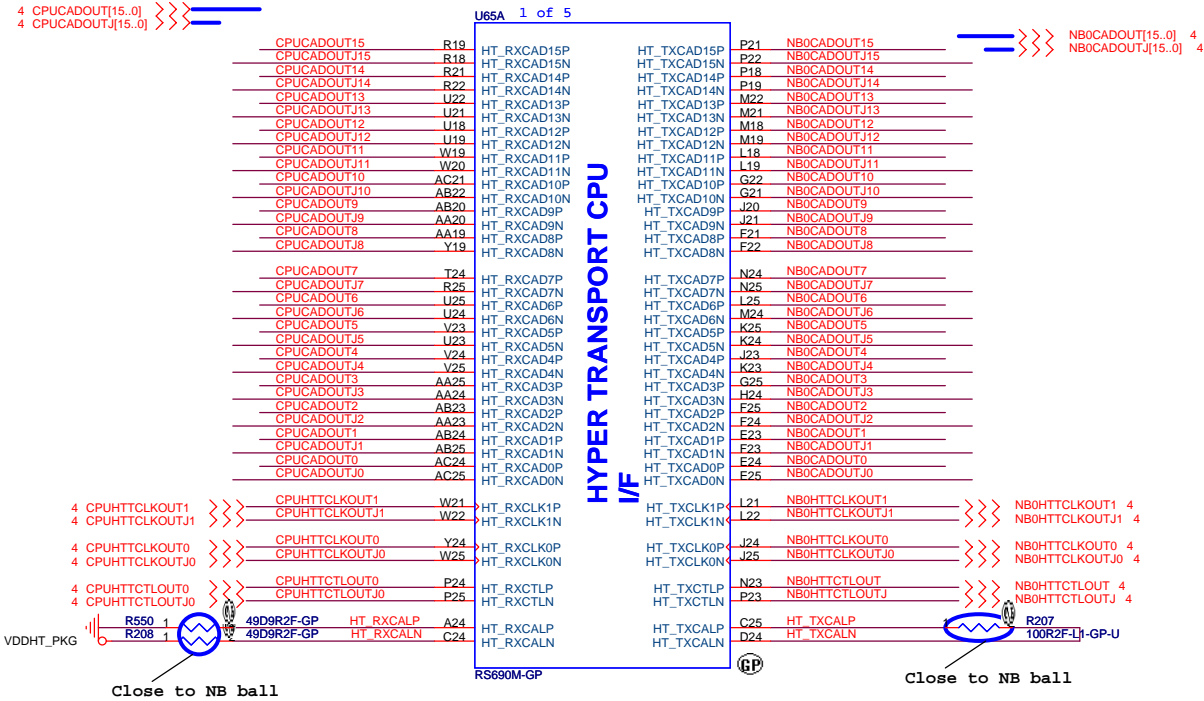 4 CPUCADOUT[15..0]
4 CPUCADOUTJ[15..0]
U65A 1 of 5
NB0CADOUT[15..0] 4
NB0CADOUTJ[15..0] 4
CPUCADOUT15 R19 HT_RXCAD15P HT_TXCAD15P P21 NB0CADOUT15
CPUCADOUTJ15 R18 HT_RXCAD15N HT_TXCAD15N P22 NB0CADOUTJ15
CPUCADOUT14 R21 HT_RXCAD14P HT_TXCAD14P P18 NB0CADOUT14
CPUCADOUTJ14 R22 HT_RXCAD14N HT_TXCAD14N P19 NB0CADOUTJ14
CPUCADOUT13 U22 HT_RXCAD13P HT_TXCAD13P M22 NB0CADOUT13
CPUCADOUTJ13 U21 HT_RXCAD13N HT_TXCAD13N M21 NB0CADOUTJ13
CPUCADOUT12 U18 HT_RXCAD12P HT_TXCAD12P M18 NB0CADOUT12
CPUCADOUTJ12 U19 HT_RXCAD12N HT_TXCAD12N M19 NB0CADOUTJ12
CPUCADOUT11 W19 HT_RXCAD11P HT_TXCAD11P L18 NB0CADOUT11
CPUCADOUTJ11 W20 HT_RXCAD11N HT_TXCAD11N L19 NB0CADOUTJ11
CPUCADOUT10 AC21 HT_RXCAD10P HT_TXCAD10P G22 NB0CADOUT10
CPUCADOUTJ10 AB22 HT_RXCAD10N HT_TXCAD10N G21 NB0CADOUTJ10
CPUCADOUT9 AB20 HT_RXCAD9P HT_TXCAD9P J20 NB0CADOUT9
CPUCADOUTJ9 AA20 HT_RXCAD9N HT_TXCAD9N J21 NB0CADOUTJ9
CPUCADOUT8 AA19 HT_RXCAD8P HT_TXCAD8P F21 NB0CADOUT8
CPUCADOUTJ8 Y19 HT_RXCAD8N HT_TXCAD8N F22 NB0CADOUTJ8
CPUCADOUT7 T24 HT_RXCAD7P HT_TXCAD7P N24 NB0CADOUT7
CPUCADOUTJ7 R25 HT_RXCAD7N HT_TXCAD7N N25 NB0CADOUTJ7
CPUCADOUT6 U25 HT_RXCAD6P HT_TXCAD6P L25 NB0CADOUT6
CPUCADOUTJ6 U24 HT_RXCAD6N HT_TXCAD6N M24 NB0CADOUTJ6
CPUCADOUT5 V23 HT_RXCAD5P HT_TXCAD5P K25 NB0CADOUT5
CPUCADOUTJ5 U23 HT_RXCAD5N HT_TXCAD5N K24 NB0CADOUTJ5
CPUCADOUT4 V24 HT_RXCAD4P HT_TXCAD4P J23 NB0CADOUT4
CPUCADOUTJ4 V25 HT_RXCAD4N HT_TXCAD4N K23 NB0CADOUTJ4
CPUCADOUT3 AA25 HT_RXCAD3P HT_TXCAD3P G25 NB0CADOUT3
CPUCADOUTJ3 AA24 HT_RXCAD3N HT_TXCAD3N H24 NB0CADOUTJ3
CPUCADOUT2 AB23 HT_RXCAD2P HT_TXCAD2P F25 NB0CADOUT2
CPUCADOUTJ2 AA23 HT_RXCAD2N HT_TXCAD2N F24 NB0CADOUTJ2
CPUCADOUT1 AB24 HT_RXCAD1P HT_TXCAD1P E23 NB0CADOUT1
CPUCADOUTJ1 AB25 HT_RXCAD1N HT_TXCAD1N F23 NB0CADOUTJ1
CPUCADOUT0 AC24 HT_RXCAD0P HT_TXCAD0P E24 NB0CADOUT0
CPUCADOUTJ0 AC25 HT_RXCAD0N HT_TXCAD0N E25 NB0CADOUTJ0
HYPER TRANSPORT CPU
I/F
4 CPUHTTCLKOUT1 CPUHTTCLKOUT1 W21 HT_RXCLK1P HT_TXCLK1P L21 NB0HTTCLKOUT1 NB0HTTCLKOUT1 4
4 CPUHTTCLKOUTJ1 CPUHTTCLKOUTJ1 W22 HT_RXCLK1N HT_TXCLK1N L22 NB0HTTCLKOUTJ1 NB0HTTCLKOUTJ1 4
4 CPUHTTCLKOUT0 CPUHTTCLKOUT0 Y24 HT_RXCLK0P HT_TXCLK0P J24 NB0HTTCLKOUT0 NB0HTTCLKOUT0 4
4 CPUHTTCLKOUTJ0 CPUHTTCLKOUTJ0 W25 HT_RXCLK0N HT_TXCLK0N J25 NB0HTTCLKOUTJ0 NB0HTTCLKOUTJ0 4
4 CPUHTTCTLOUT0 CPUHTTCTLOUT0 P24 HT_RXCTLP HT_TXCTLP N23 NB0HTTCTLOUT NB0HTTCTLOUT 4
4 CPUHTTCTLOUTJ0 CPUHTTCTLOUTJ0 P25 HT_RXCTLN HT_TXCTLN P23 NB0HTTCTLOUTJ NB0HTTCTLOUTJ 4
R550 1 49D9R2F-GP HT_RXCALP A24 HT_RXCALP HT_TXCALP C25 HT_TXCALP 1 R207
VDDHT_PKG R208 1 49D9R2F-GP HT_RXCALN C24 HT_RXCALN HT_TXCALN D24 HT_TXCALN 100R2F-L1-GP-U
GP
RS690M-GP
Close to NB ball
Close to NB ball